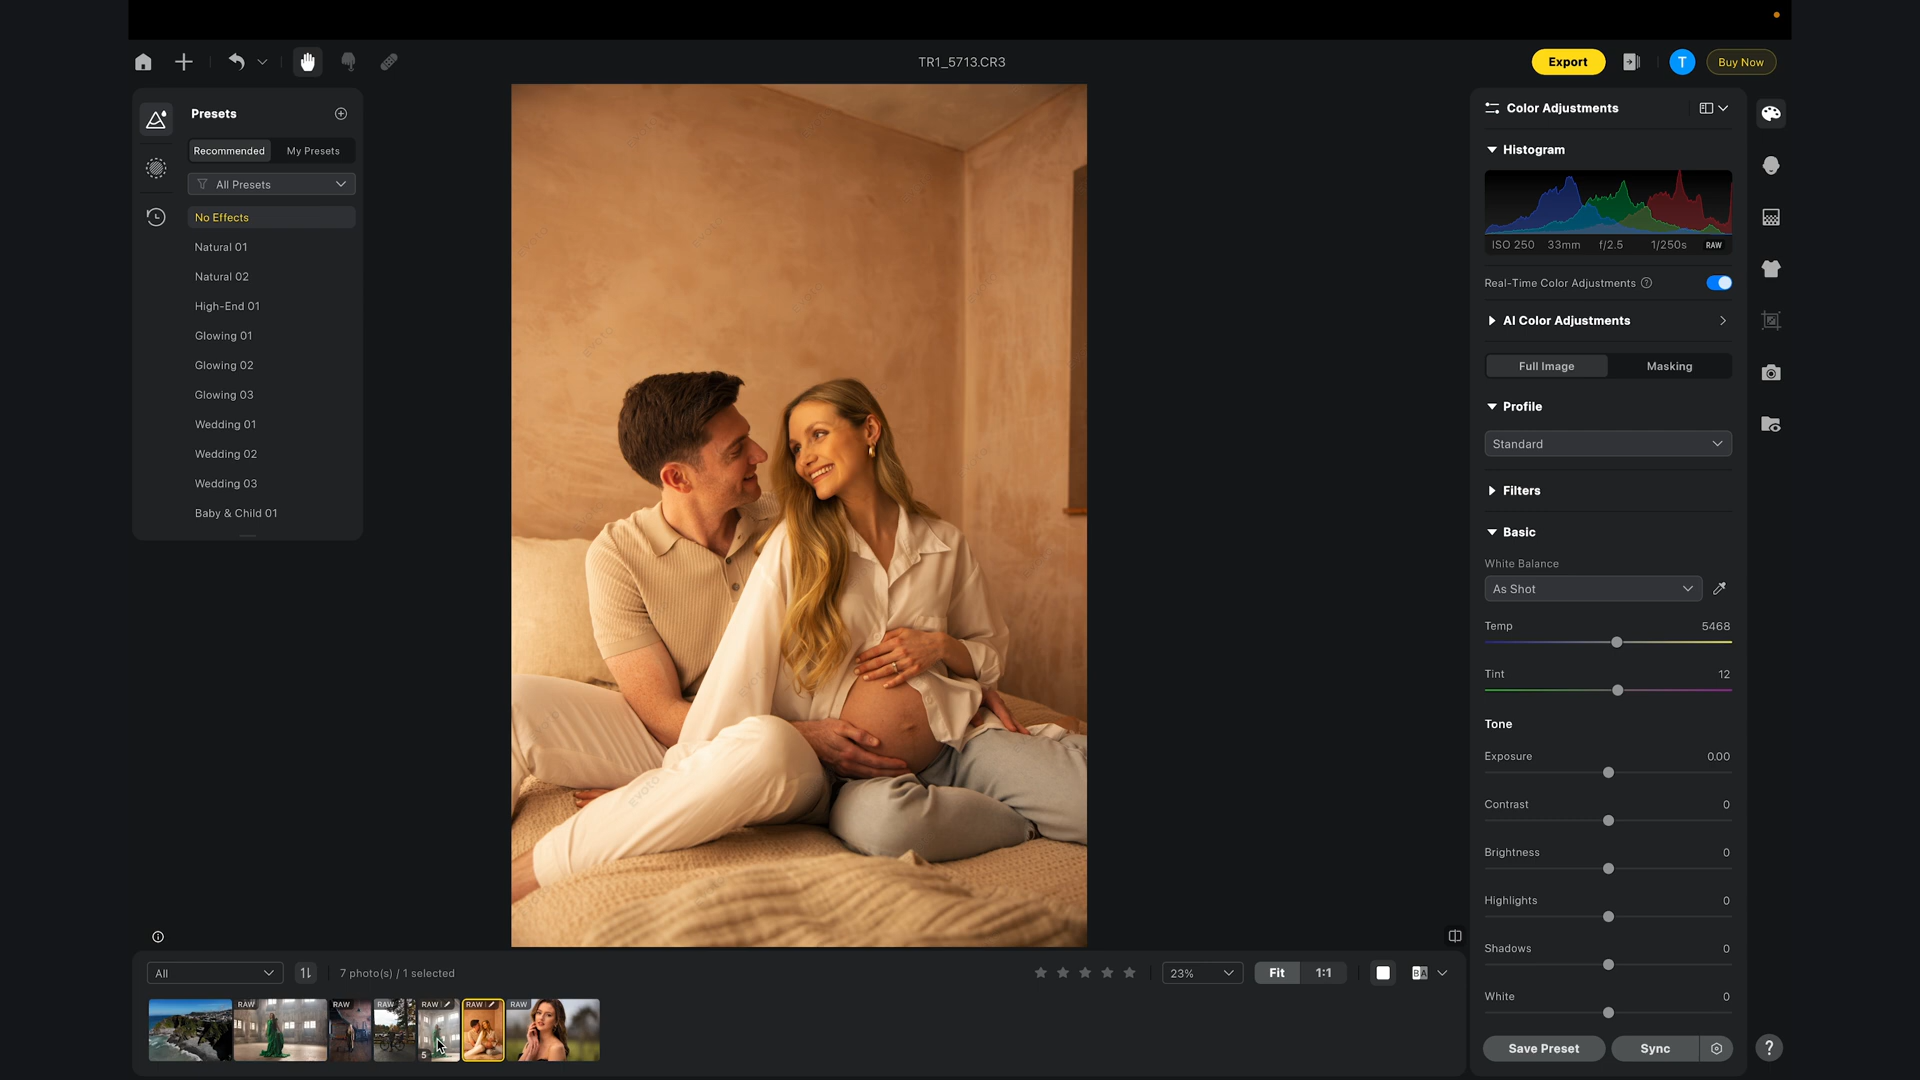 TR1_5713.CR3
Export
T
Buy Now
Presets
Recommended
My Presets
All Presets
No Effects
Natural 01
Natural 02
High-End 01
Glowing 01
Glowing 02
Glowing 03
Wedding 01
Wedding 02
Wedding 03
Baby & Child 01
Color Adjustments
Histogram
ISO 250 33mm f/2.5 1/250s RAW
Real-Time Color Adjustments ?
AI Color Adjustments
Full Image
Masking
Profile
Standard
Filters
Basic
White Balance
As Shot
Temp 5468
Tint 12
Tone
Exposure 0.00
Contrast 0
Brightness 0
Highlights 0
Shadows 0
White 0
Save Preset
Sync
?
All
7 photo(s) / 1 selected
23%
Fit
1:1
BA
RAW
RAW
RAW
RAW
RAW
RAW
5
evoto